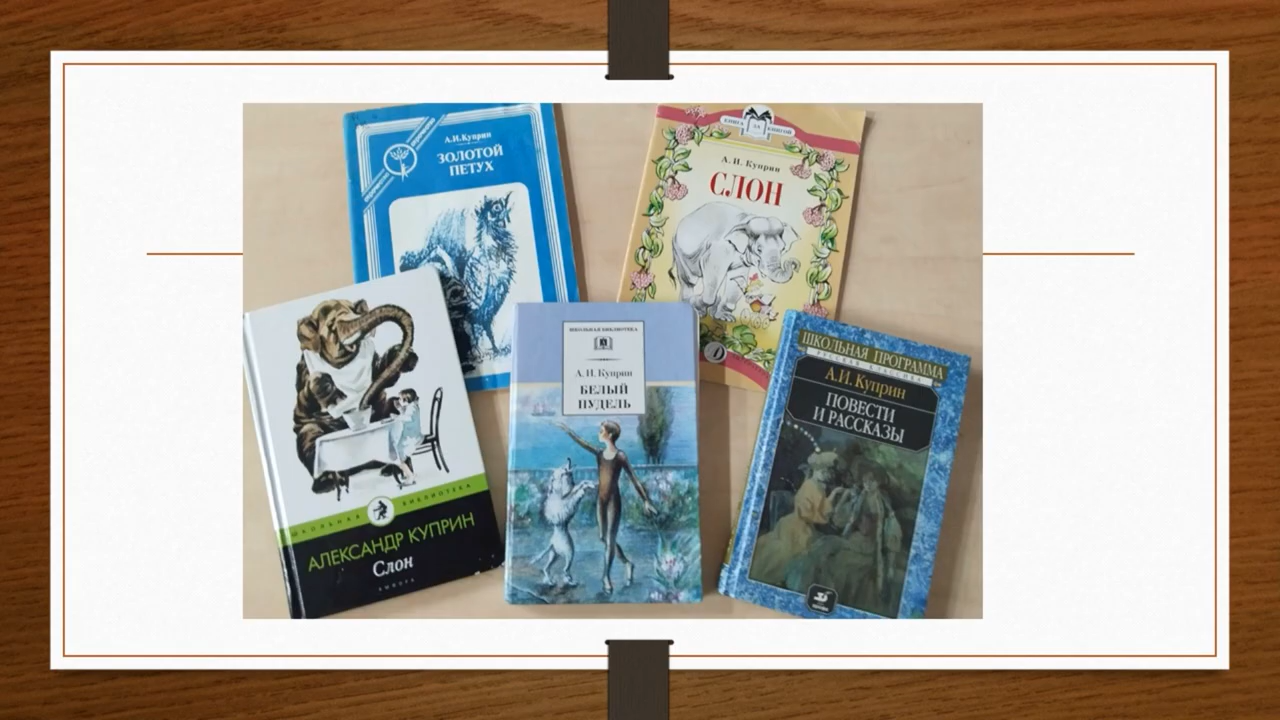 А.И.Куприн
ЗОЛОТОЙ
ПЕТУХ
КНИГА ЗА КНИГОЙ
А. И. Куприн
СЛОН
ШКОЛЬНАЯ БИБЛИОТЕКА
АЛЕКСАНДР КУПРИН
Слон
АМФОРА
ШКОЛЬНАЯ БИБЛИОТЕКА
А. И. Куприн
БЕЛЫЙ
ПУДЕЛЬ
ШКОЛЬНАЯ ПРОГРАММА
РУССКАЯ КЛАССИКА
А.И. Куприн
ПОВЕСТИ
И РАССКАЗЫ